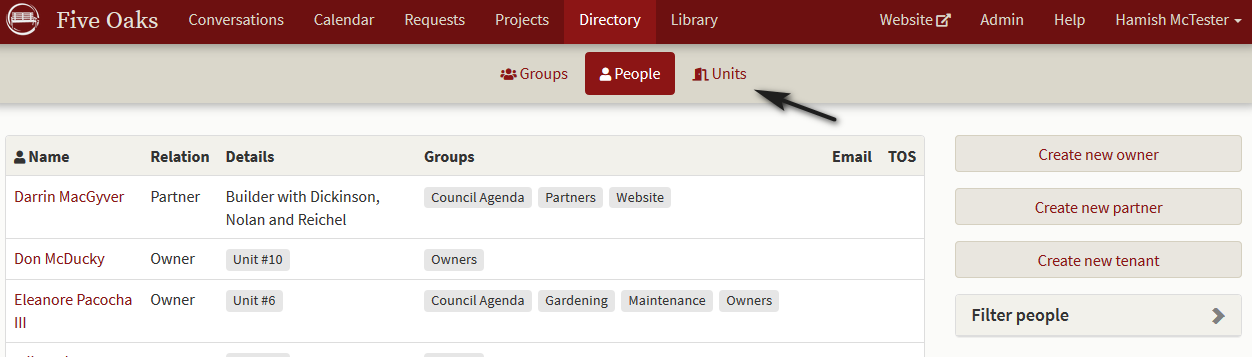 Five Oaks Conversations Calendar Requests Projects Directory Library Website Admin Help Hamish McTester
Groups People Units
Name Relation Details Groups Email TOS
Create new owner
Darrin MacGyver Partner Builder with Dickinson, Council Agenda Partners Website
Nolan and Reichel
Create new partner
Don McDucky Owner Unit #10 Owners
Create new tenant
Eleanore Pacocha Owner Unit #6 Council Agenda Gardening Maintenance Owners
III
Filter people